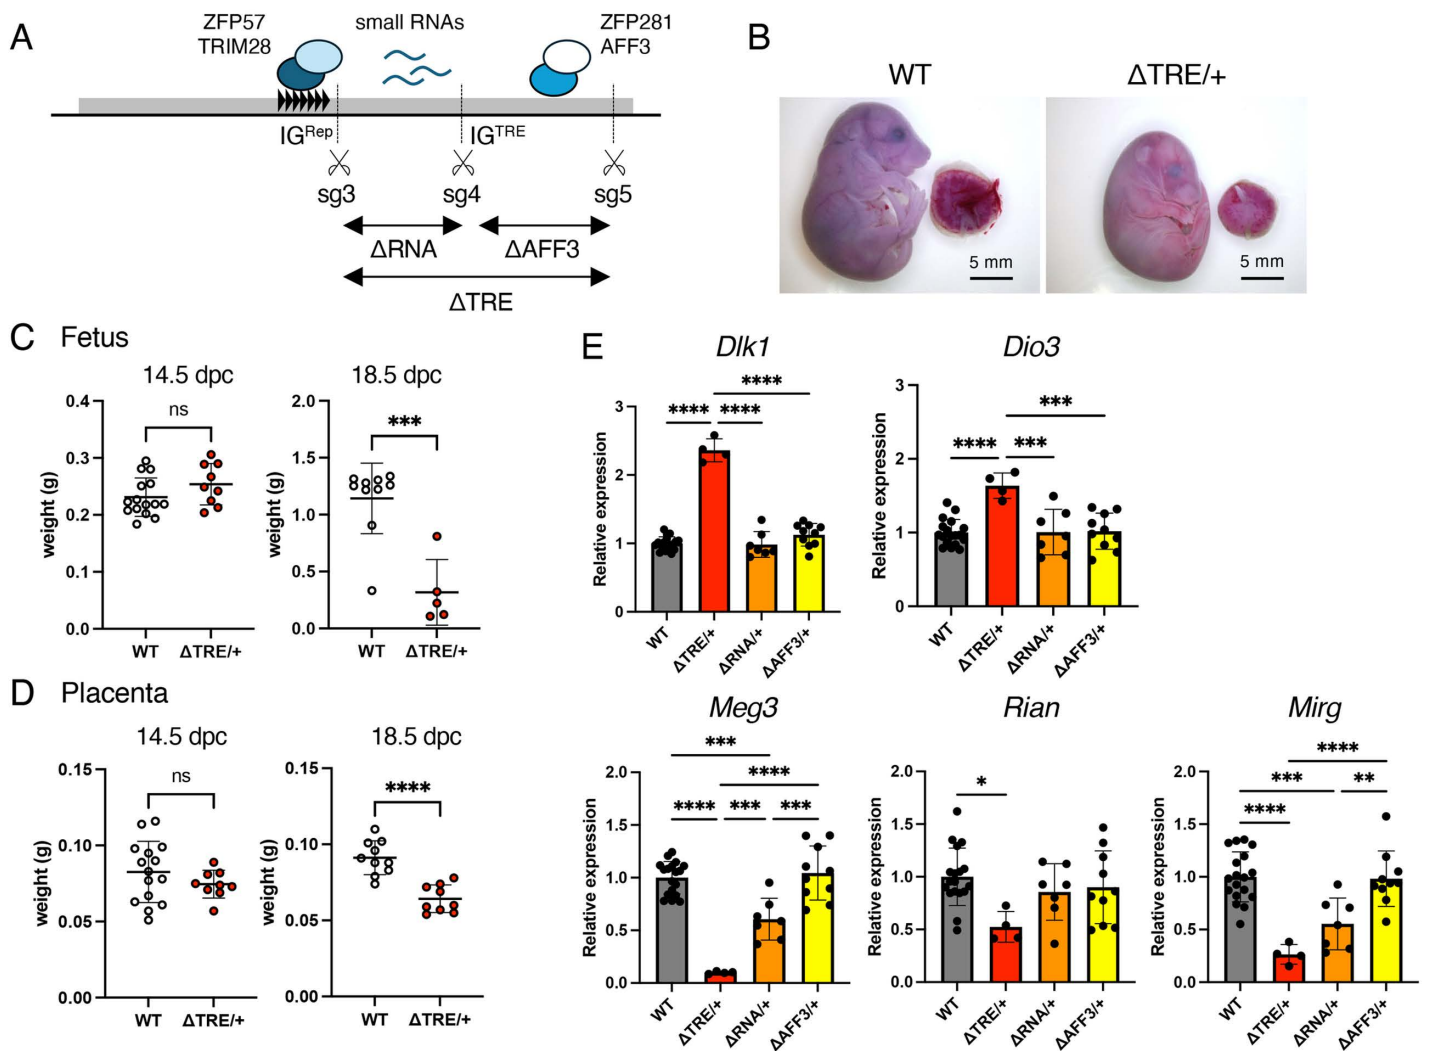 A
ZFP57
TRIM28
small RNAs
ZFP281
AFF3
IG^Rep
IG^TRE
sg3
sg4
sg5
ΔRNA
ΔAFF3
ΔTRE
B
WT
ΔTRE/+
5 mm
5 mm
C Fetus
14.5 dpc
ns
weight (g)
0.4
0.3
0.2
0.1
0.0
WT
ΔTRE/+
18.5 dpc
***
weight (g)
2.0
1.5
1.0
0.5
0.0
WT
ΔTRE/+
D Placenta
14.5 dpc
ns
weight (g)
0.15
0.10
0.05
0.00
WT
ΔTRE/+
18.5 dpc
****
weight (g)
0.15
0.10
0.05
0.00
WT
ΔTRE/+
E
Dlk1
****
**** ****
Relative expression
3
2
1
0
WT
ΔTRE/+
ΔRNA/+
ΔAFF3/+
Dio3
***
**** ***
Relative expression
3
2
1
0
WT
ΔTRE/+
ΔRNA/+
ΔAFF3/+
Meg3
***
****
**** *** ***
Relative expression
2.0
1.5
1.0
0.5
0.0
WT
ΔTRE/+
ΔRNA/+
ΔAFF3/+
Rian
*
Relative expression
2.0
1.5
1.0
0.5
0.0
WT
ΔTRE/+
ΔRNA/+
ΔAFF3/+
Mirg
****
*** **
****
Relative expression
2.0
1.5
1.0
0.5
0.0
WT
ΔTRE/+
ΔRNA/+
ΔAFF3/+